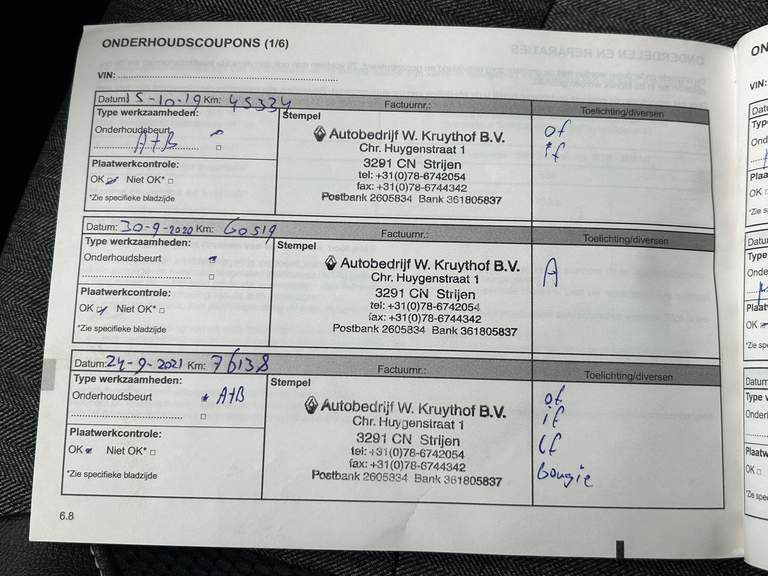 ONDERHOUDSCOUPONS (1/6)
VIN:
Datum: 15-10-19 Km: 45334 Factuurnr.: Toelichting/diversen
Type werkzaamheden: Stempel
Onderhoudsbeurt
A+B
Plaatwerkcontrole:
OK Niet OK*
*Zie specifieke bladzijde
Autobedrijf W. Kruythof B.V.
Chr. Huygenstraat 1
3291 CN Strijen
tel: +31(0)78-6742054
fax: +31(0)78-6744342
Postbank 2605834 Bank 361805837
of
if
Datum: 30-9-2020 Km: 60519 Factuurnr.: Toelichting/diversen
Type werkzaamheden: Stempel
Onderhoudsbeurt
Plaatwerkcontrole:
OK Niet OK*
*Zie specifieke bladzijde
Autobedrijf W. Kruythof B.V.
Chr. Huygenstraat 1
3291 CN Strijen
tel: +31(0)78-6742054
fax: +31(0)78-6744342
Postbank 2605834 Bank 361805837
A
Datum: 24-9-2021 Km: 76138 Factuurnr.: Toelichting/diversen
Type werkzaamheden: Stempel
Onderhoudsbeurt A+B
Plaatwerkcontrole:
OK Niet OK*
*Zie specifieke bladzijde
Autobedrijf W. Kruythof B.V.
Chr. Huygenstraat 1
3291 CN Strijen
tel: +31(0)78-6742054
fax: +31(0)78-6744342
Postbank 2605834 Bank 361805837
of
if
Lf
bougie
6.8
ON
VIN: